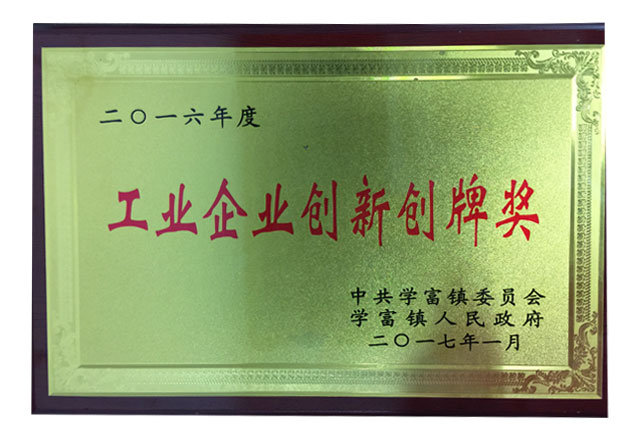 二〇一六年度
工业企业创新创牌奖
中共学富镇委员会
学富镇人民政府
二〇一七年一月